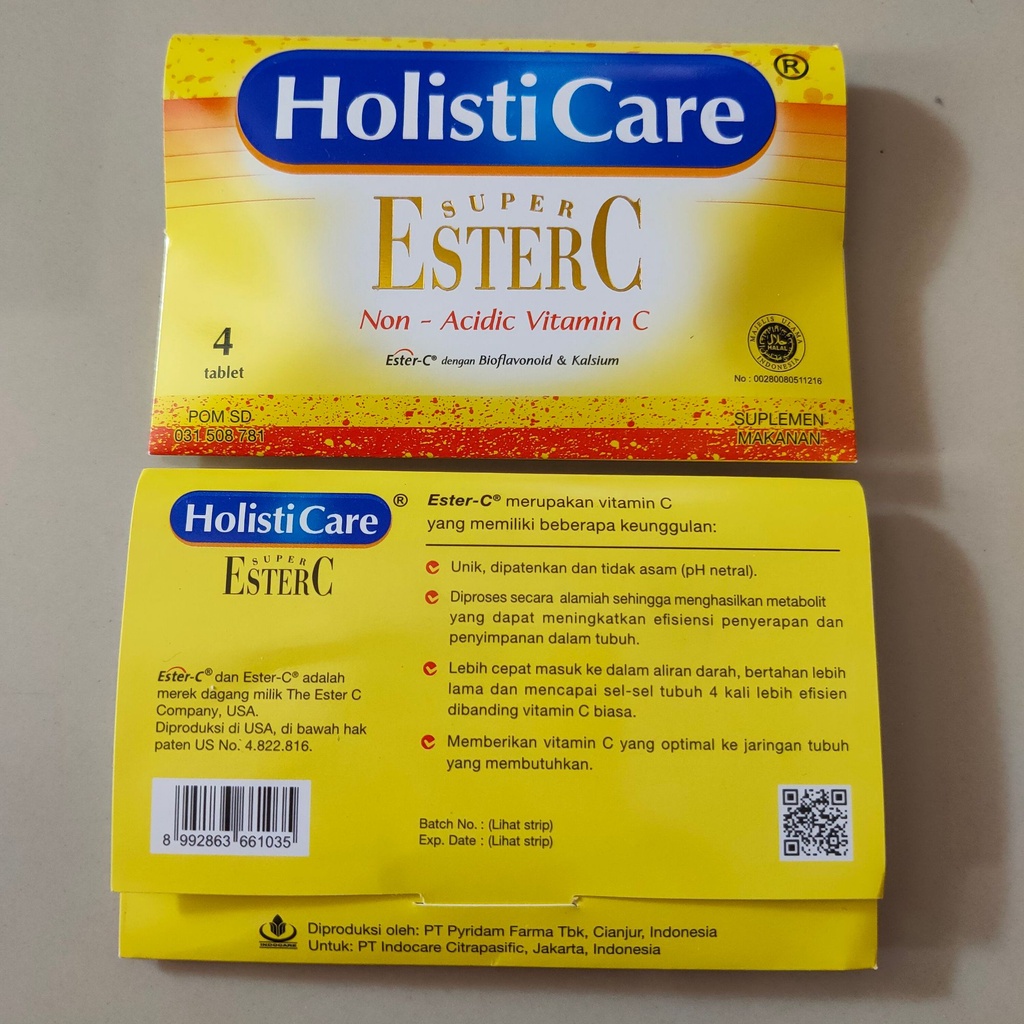 HolistiCare ®
SUPER
ESTER C
Non - Acidic Vitamin C
Ester-C® dengan Bioflavonoid & Kalsium
4
tablet
MAJELIS ULAMA
حلال
HALAL
INDONESIA
No : 00280080511216
POM SD
031 508 781
SUPLEMEN
MAKANAN
HolistiCare ®
SUPER
ESTER C
Ester-C® dan Ester-C® adalah
merek dagang milik The Ester C
Company, USA.
Diproduksi di USA, di bawah hak
paten US No. 4.822.816.
8 992863 661035
Ester-C® merupakan vitamin C
yang memiliki beberapa keunggulan:
Unik, dipatenkan dan tidak asam (pH netral).
Diproses secara alamiah sehingga menghasilkan metabolit
yang dapat meningkatkan efisiensi penyerapan dan
penyimpanan dalam tubuh.
Lebih cepat masuk ke dalam aliran darah, bertahan lebih
lama dan mencapai sel-sel tubuh 4 kali lebih efisien
dibanding vitamin C biasa.
Memberikan vitamin C yang optimal ke jaringan tubuh
yang membutuhkan.
Batch No. : (Lihat strip)
Exp. Date : (Lihat strip)
INDOCARE
Diproduksi oleh: PT Pyridam Farma Tbk, Cianjur, Indonesia
Untuk: PT Indocare Citrapasific, Jakarta, Indonesia